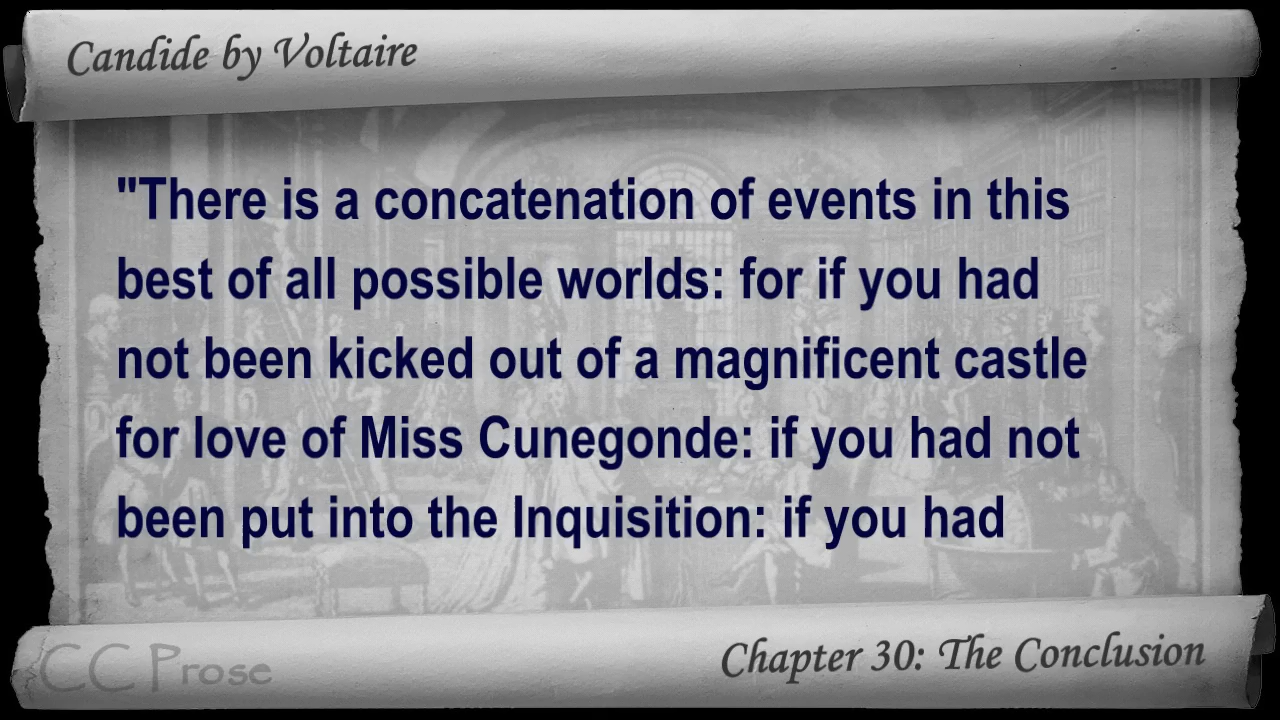 Candide by Voltaire
"There is a concatenation of events in this
best of all possible worlds: for if you had
not been kicked out of a magnificent castle
for love of Miss Cunegonde: if you had not
been put into the Inquisition: if you had
CC Prose
Chapter 30: The Conclusion